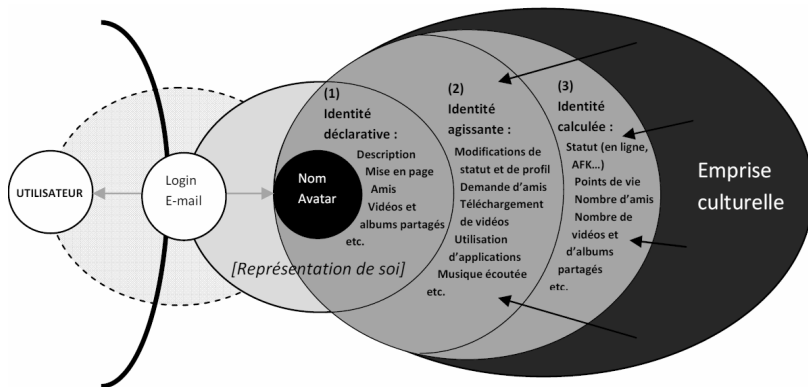 UTILISATEUR
Login
E-mail
Nom
Avatar
[Représentation de soi]
(1)
Identité
déclarative :
Description
Mise en page
Amis
Vidéos et
albums partagés
etc.
(2)
Identité
agissante :
Modifications de
statut et de profil
Demande d'amis
Téléchargement
de vidéos
Utilisation
d'applications
Musique écoutée
etc.
(3)
Identité
calculée :
Statut (en ligne,
AFK...)
Points de vie
Nombre d'amis
Nombre de
vidéos et
d'albums
partagés
etc.
Emprise
culturelle